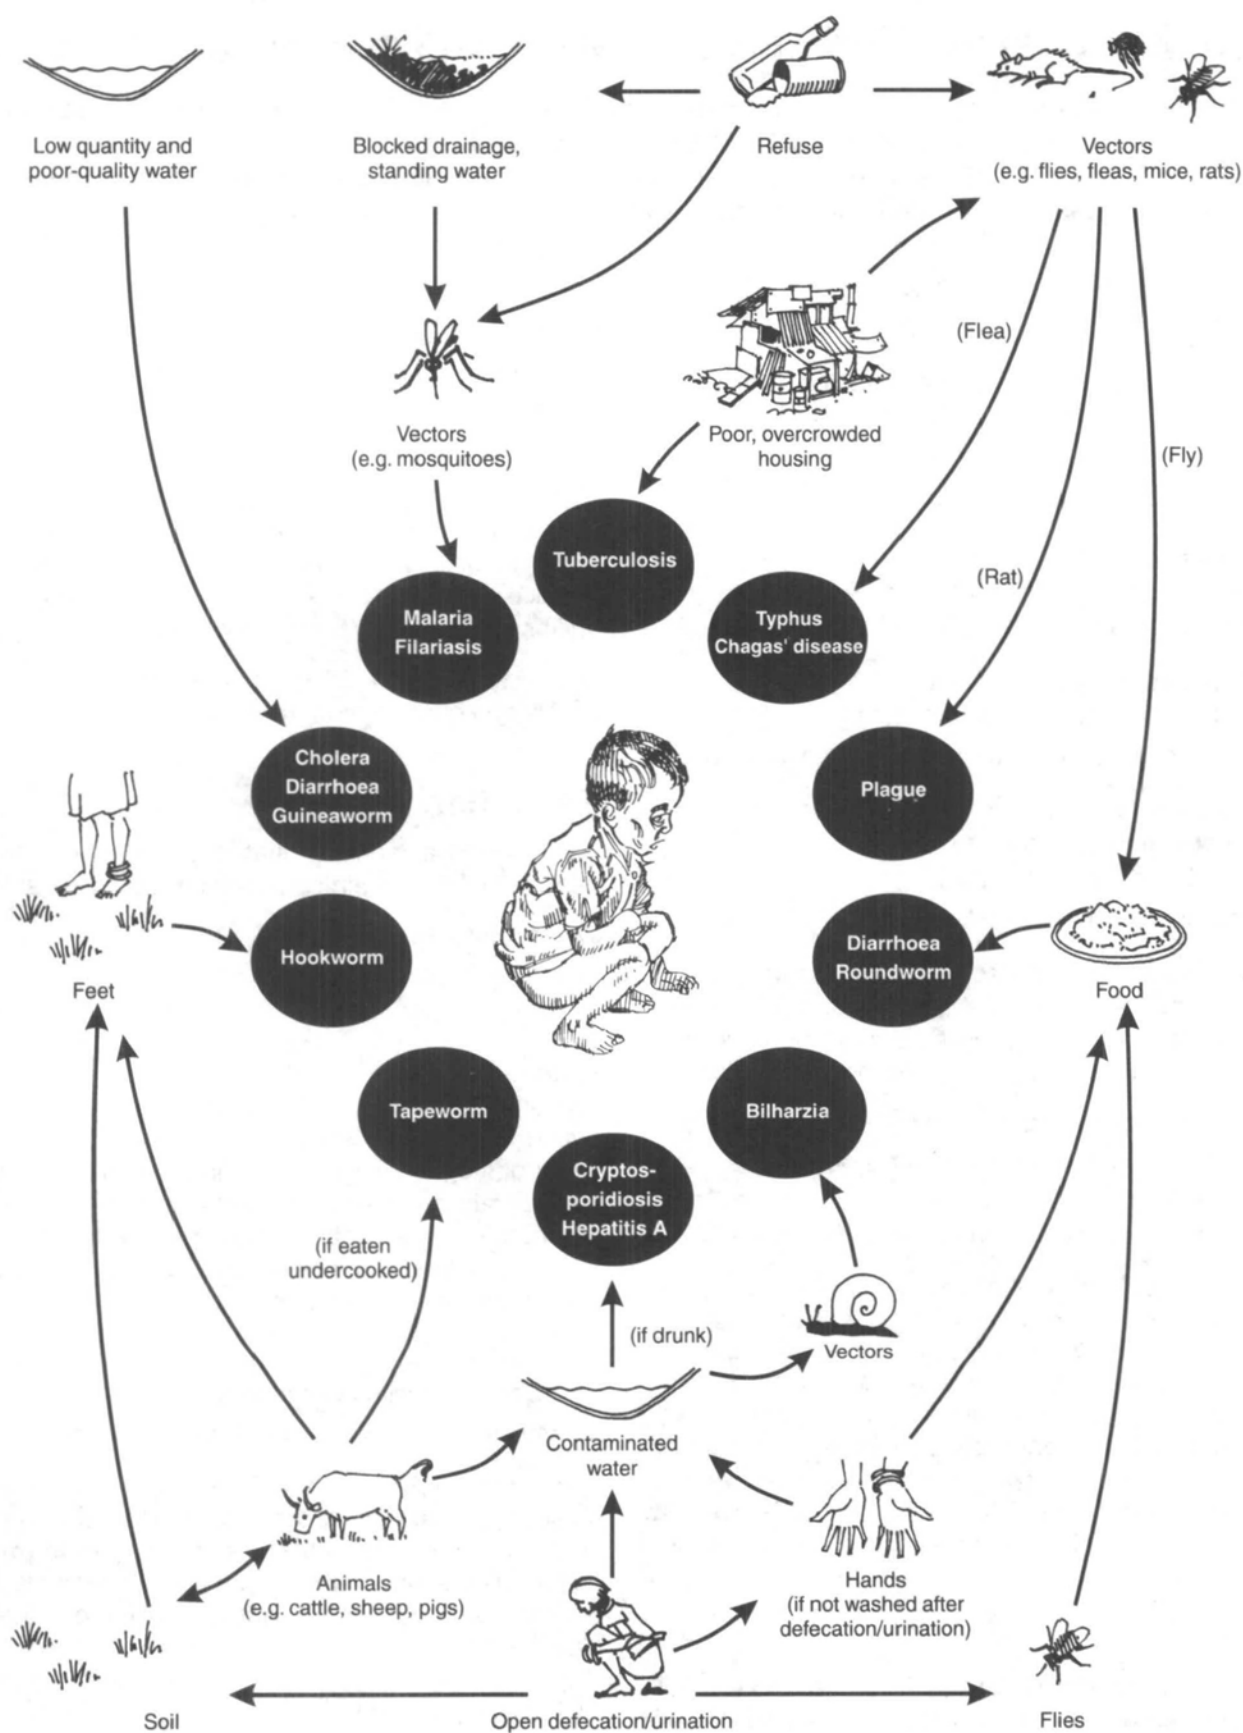 Low quantity and
poor-quality water
Blocked drainage,
standing water
Refuse
Vectors
(e.g. flies, fleas, mice, rats)
(Flea)
Vectors
(e.g. mosquitoes)
Poor, overcrowded
housing
(Fly)
Tuberculosis
(Rat)
Malaria
Filariasis
Typhus
Chagas' disease
Cholera
Diarrhoea
Guineaworm
Plague
Hookworm
Diarrhoea
Roundworm
Feet
Food
Tapeworm
Bilharzia
Cryptos-
poridiosis
Hepatitis A
(if eaten
undercooked)
(if drunk)
Vectors
Contaminated
water
Animals
(e.g. cattle, sheep, pigs)
Hands
(if not washed after
defecation/urination)
Soil
Open defecation/urination
Flies